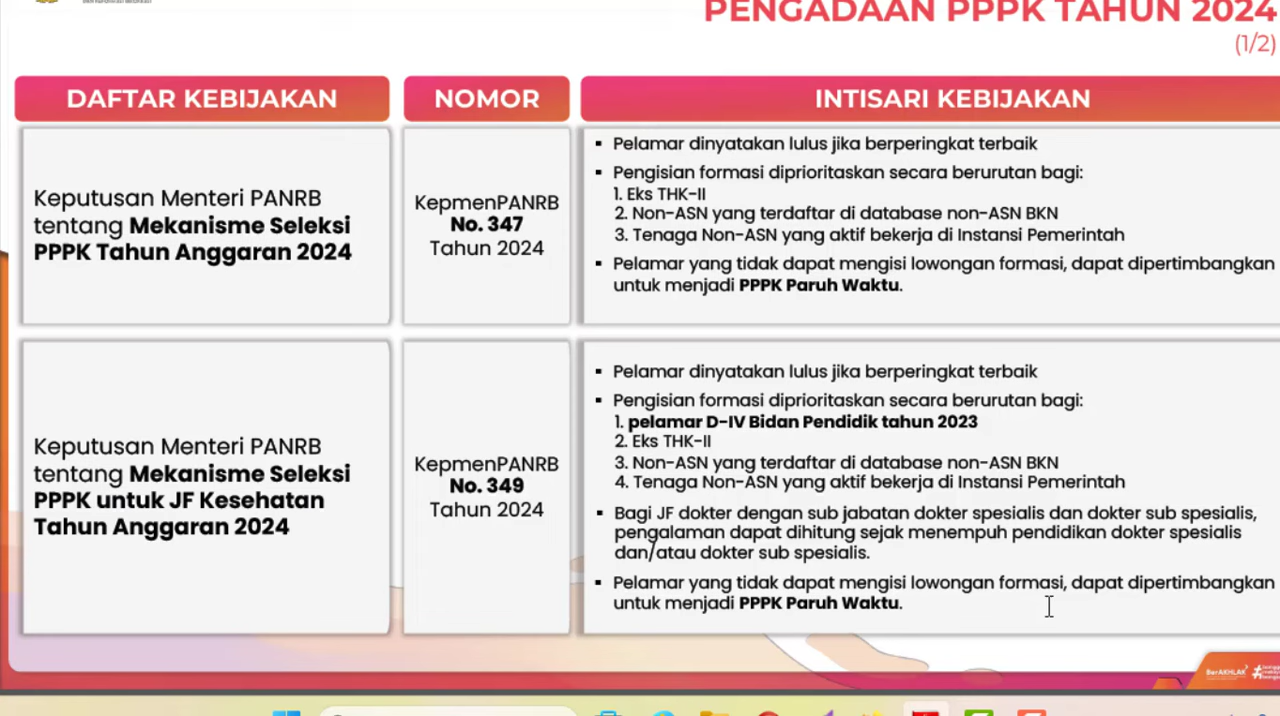 PENGADAAN PPPK TAHUN 2024
(1/2)
DAFTAR KEBIJAKAN
NOMOR
INTISARI KEBIJAKAN
Keputusan Menteri PANRB
tentang Mekanisme Seleksi
PPPK Tahun Anggaran 2024
KepmenPANRB
No. 347
Tahun 2024
▪ Pelamar dinyatakan lulus jika berperingkat terbaik
▪ Pengisian formasi diprioritaskan secara berurutan bagi:
1. Eks THK-II
2. Non-ASN yang terdaftar di database non-ASN BKN
3. Tenaga Non-ASN yang aktif bekerja di Instansi Pemerintah
▪ Pelamar yang tidak dapat mengisi lowongan formasi, dapat dipertimbangkan
untuk menjadi PPPK Paruh Waktu.
Keputusan Menteri PANRB
tentang Mekanisme Seleksi
PPPK untuk JF Kesehatan
Tahun Anggaran 2024
KepmenPANRB
No. 349
Tahun 2024
▪ Pelamar dinyatakan lulus jika berperingkat terbaik
▪ Pengisian formasi diprioritaskan secara berurutan bagi:
1. pelamar D-IV Bidan Pendidik tahun 2023
2. Eks THK-II
3. Non-ASN yang terdaftar di database non-ASN BKN
4. Tenaga Non-ASN yang aktif bekerja di Instansi Pemerintah
▪ Bagi JF dokter dengan sub jabatan dokter spesialis dan dokter sub spesialis,
pengalaman dapat dihitung sejak menempuh pendidikan dokter spesialis
dan/atau dokter sub spesialis.
▪ Pelamar yang tidak dapat mengisi lowongan formasi, dapat dipertimbangkan
untuk menjadi PPPK Paruh Waktu.
BerAKHLAK